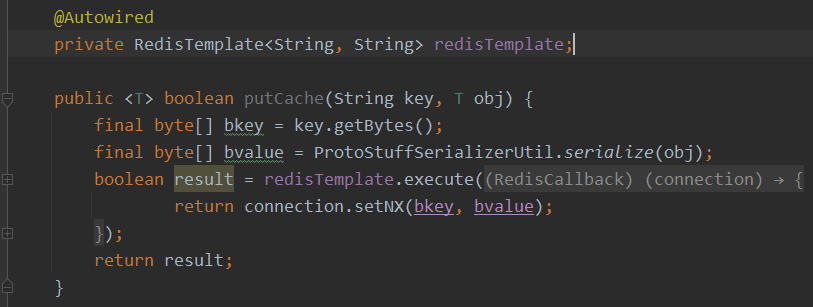 @Autowired
private RedisTemplate<String, String> redisTemplate;
public <T> boolean putCache(String key, T obj) {
final byte[] bkey = key.getBytes();
final byte[] bvalue = ProtoStuffSerializerUtil.serialize(obj);
boolean result = redisTemplate.execute((RedisCallback) (connection) → {
return connection.setNX(bkey, bvalue);
});
return result;
}